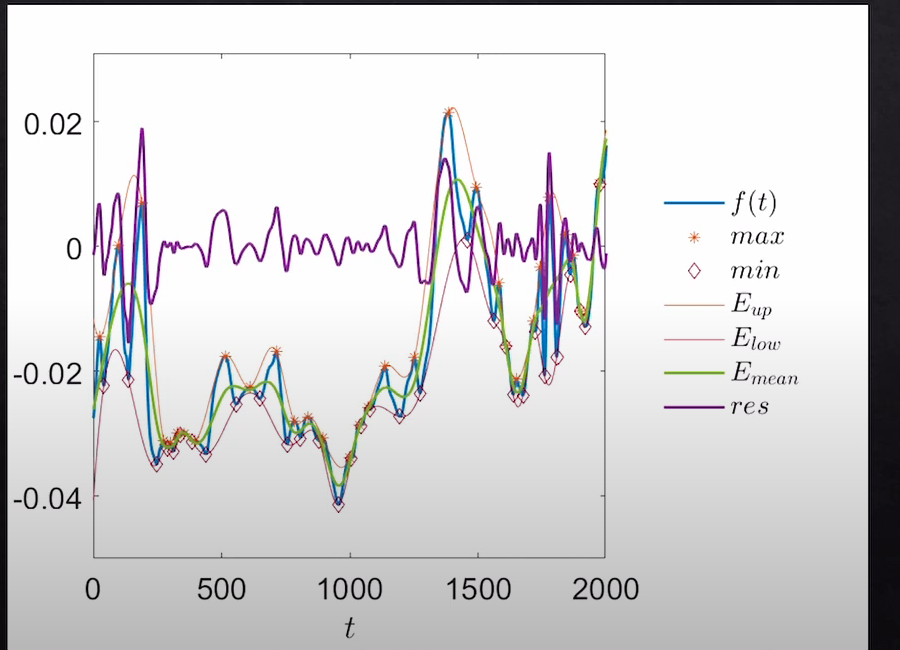 0.02
0
-0.02
-0.04
0
500
1000
1500
2000
t
f(t)
max
min
E_up
E_low
E_mean
res